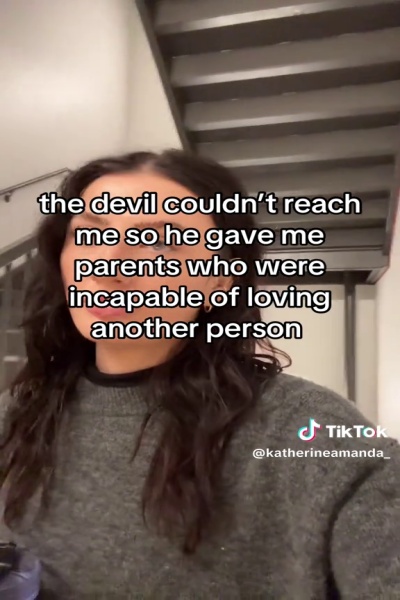 the devil couldn't reach
me so he gave me
parents who were
incapable of loving
another person
TikTok
@katherineamanda_